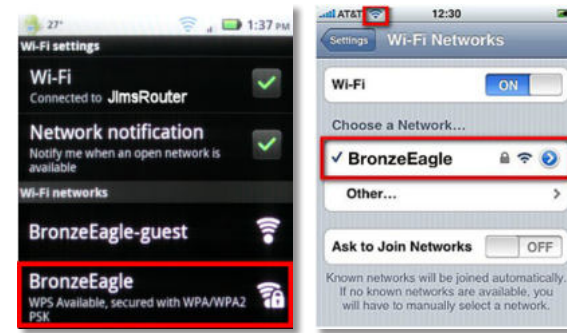 27°
1:37 PM
Wi-Fi settings
Wi-Fi
Connected to JimsRouter
Network notification
Notify me when an open network is
available
Wi-Fi networks
BronzeEagle-guest
BronzeEagle
WPS Available, secured with WPA/WPA2
PSK
AT&T
12:30
Settings
Wi-Fi Networks
Wi-Fi
ON
Choose a Network...
✓ BronzeEagle
Other...
Ask to Join Networks
OFF
Known networks will be joined automatically.
If no known networks are available, you
will have to manually select a network.